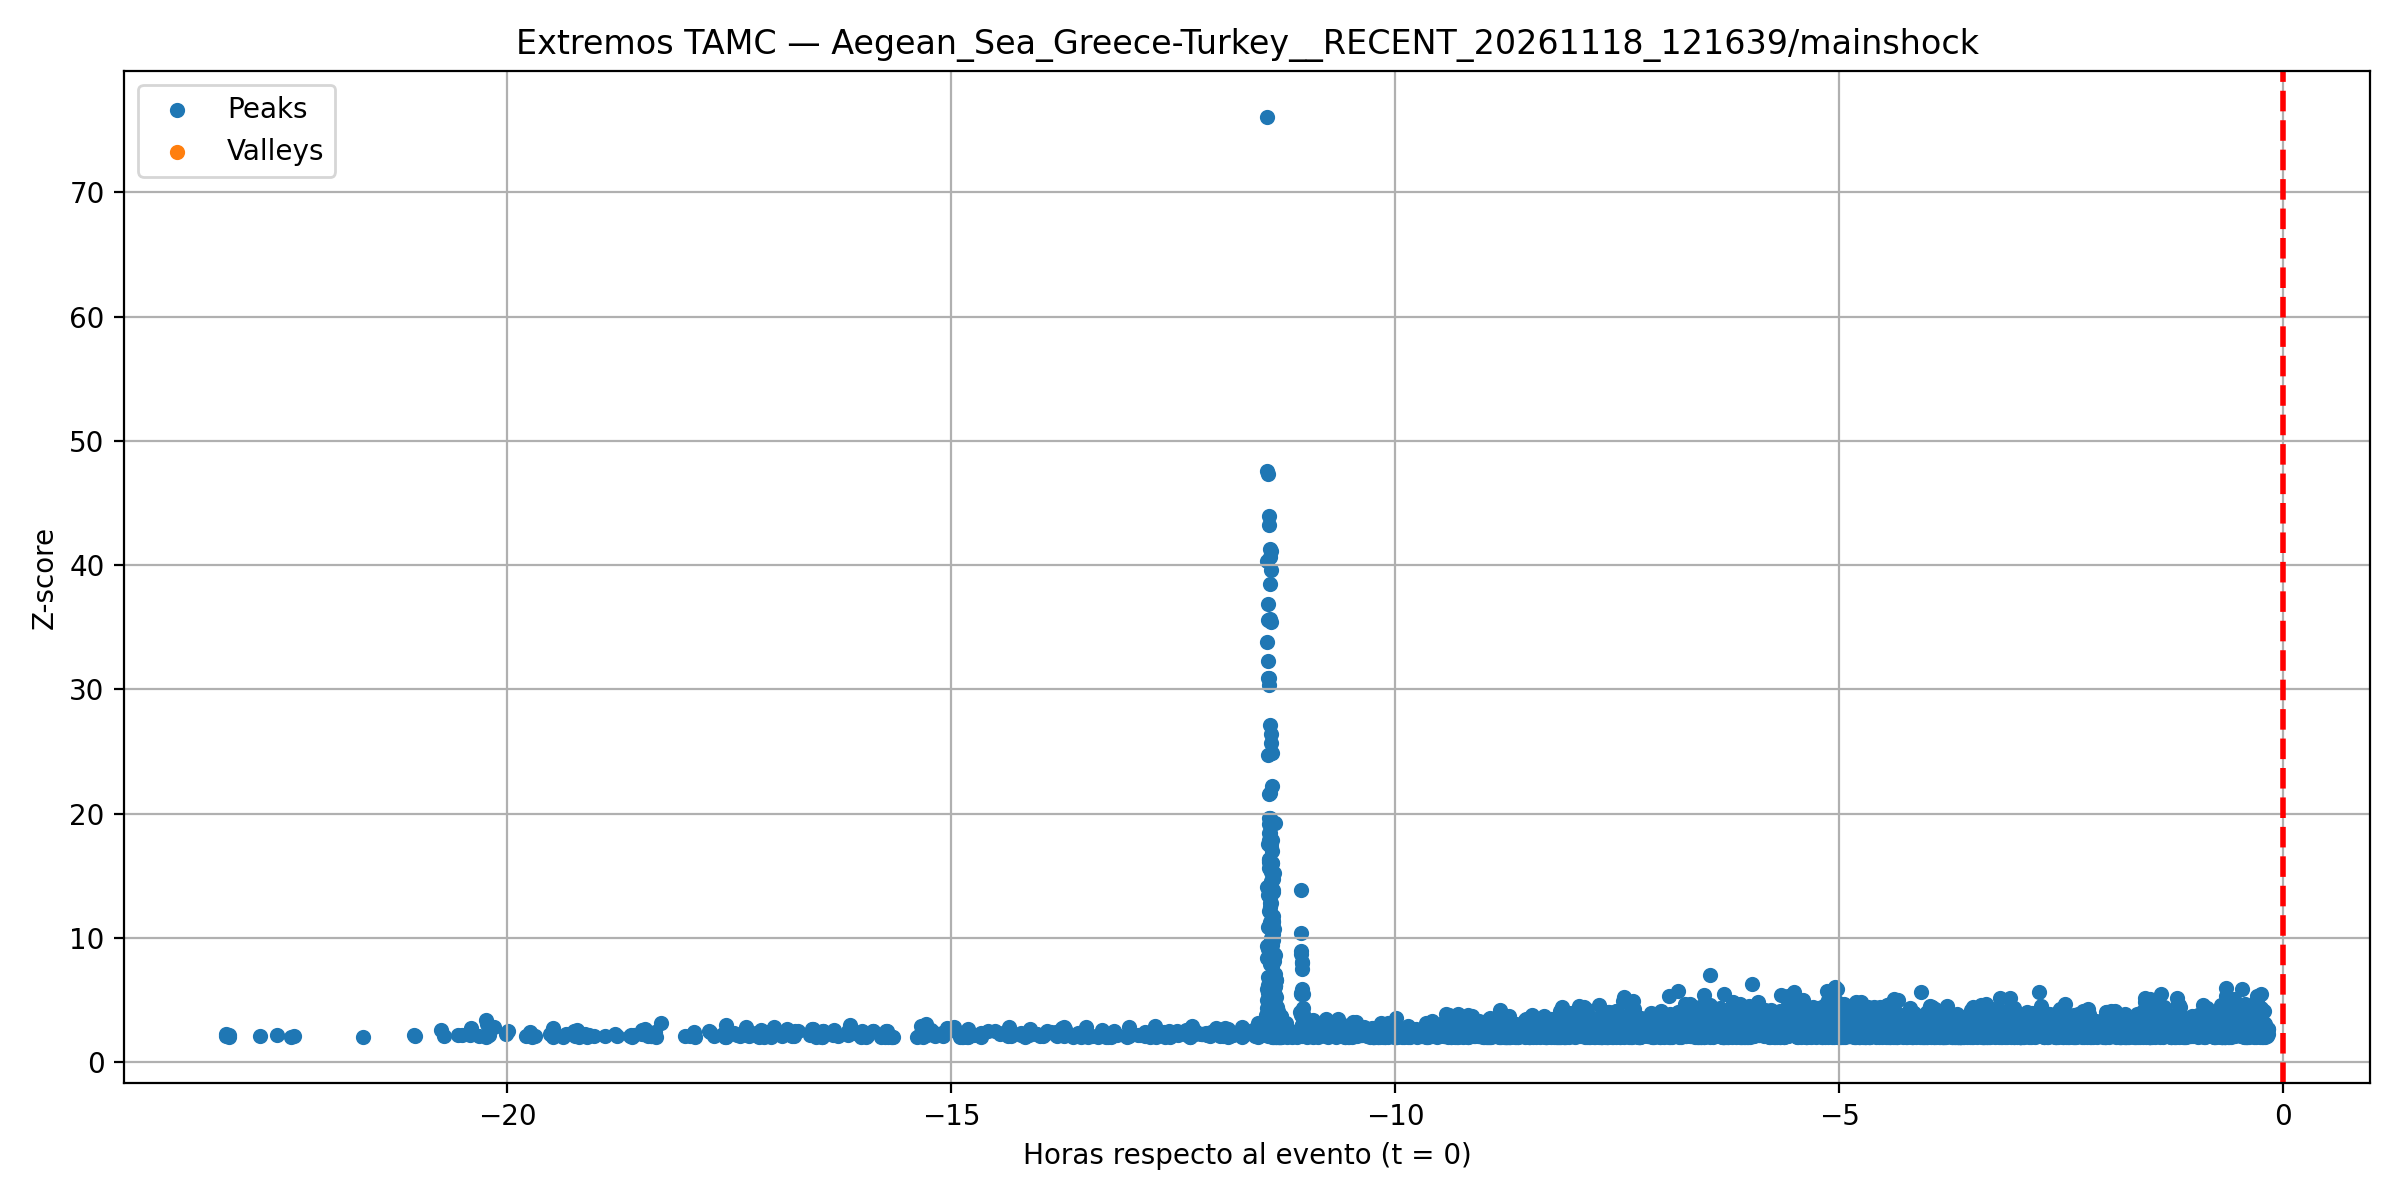 Extremos TAMC — Aegean_Sea_Greece-Turkey__RECENT_20261118_121639/mainshock
Peaks
Valleys
70
60
50
40
30
20
10
0
Z-score
−20
−15
−10
−5
0
Horas respecto al evento (t = 0)